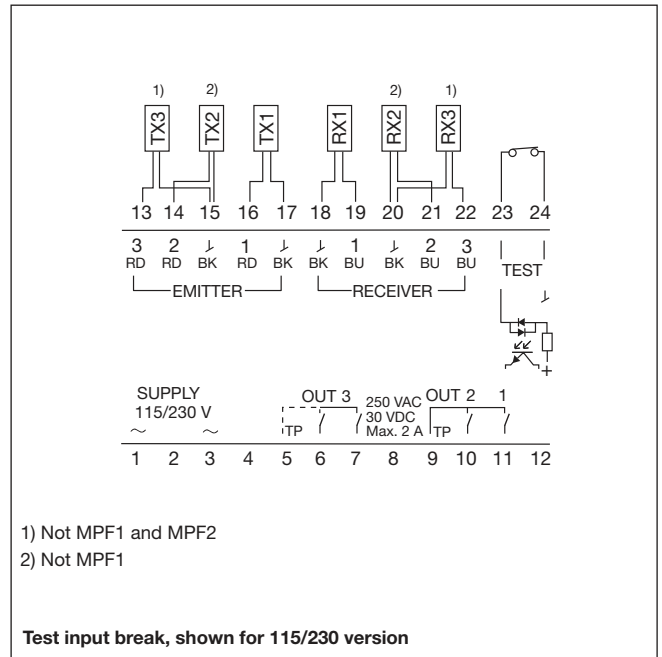 1) 2) 2) 1)
TX3 TX2 TX1 RX1 RX2 RX3
13 14 15 16 17 18 19 20 21 22 23 24
3 2 1 1 2 3
RD RD BK RD BK BK BU BK BU BU
TEST
EMITTER RECEIVER
+
SUPPLY
115/230 V
~ ~
OUT 3 250 VAC OUT 2 1
30 VDC
TP Max. 2 A TP
1 2 3 4 5 6 7 8 9 10 11 12
1) Not MPF1 and MPF2
2) Not MPF1
Test input break, shown for 115/230 version